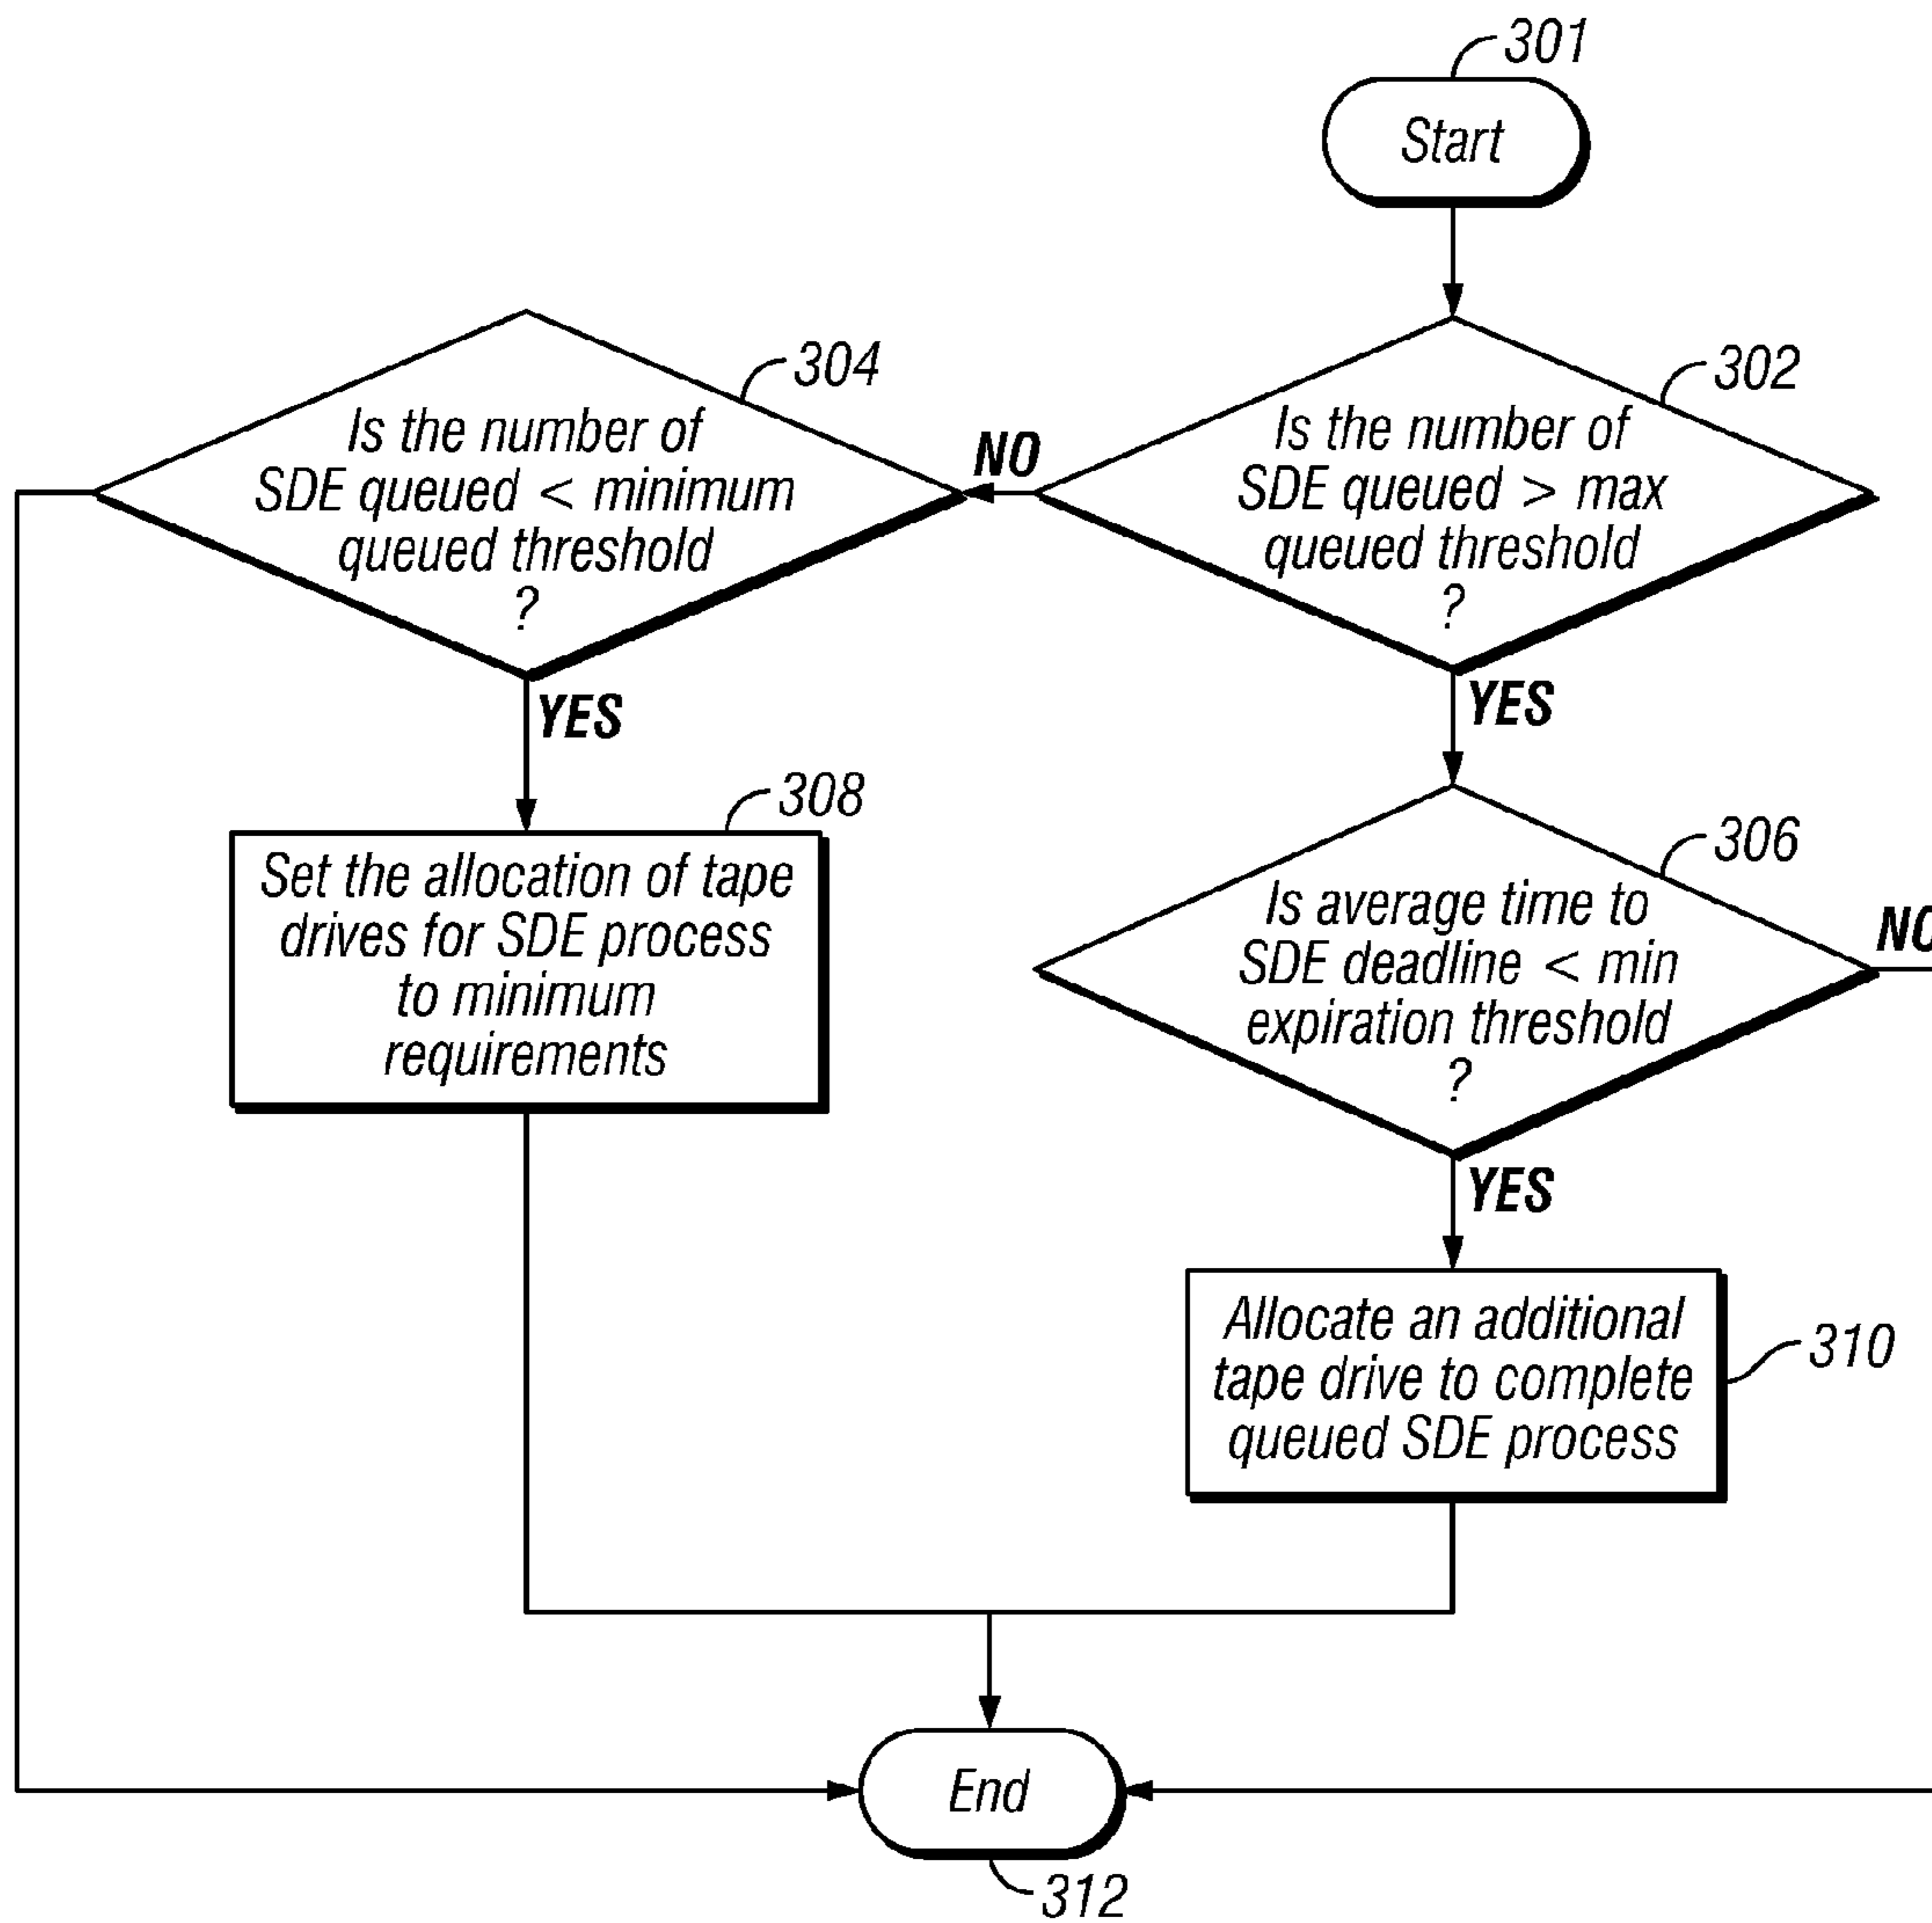 301
Start
304
Is the number of
SDE queued < minimum
queued threshold
?
NO
302
Is the number of
SDE queued > max
queued threshold
?
YES
YES
308
Set the allocation of tape
drives for SDE process
to minimum
requirements
306
Is average time to
SDE deadline < min
expiration threshold
?
NO
YES
Allocate an additional
tape drive to complete
queued SDE process
310
End
312